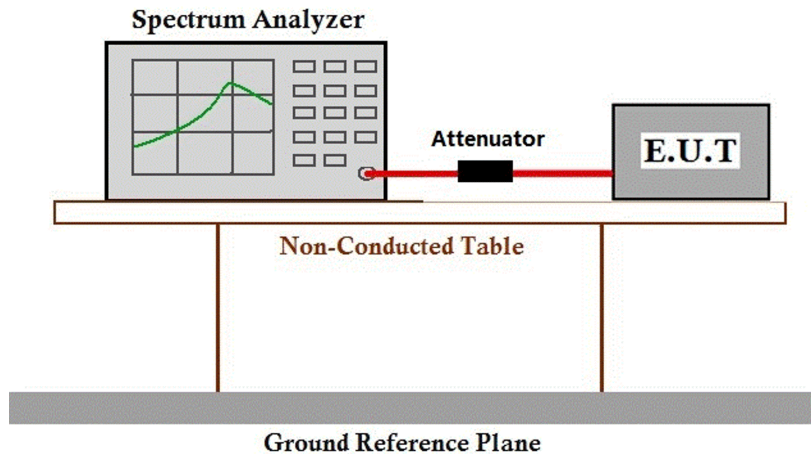 Spectrum Analyzer
Attenuator
E.U.T
Non-Conducted Table
Ground Reference Plane